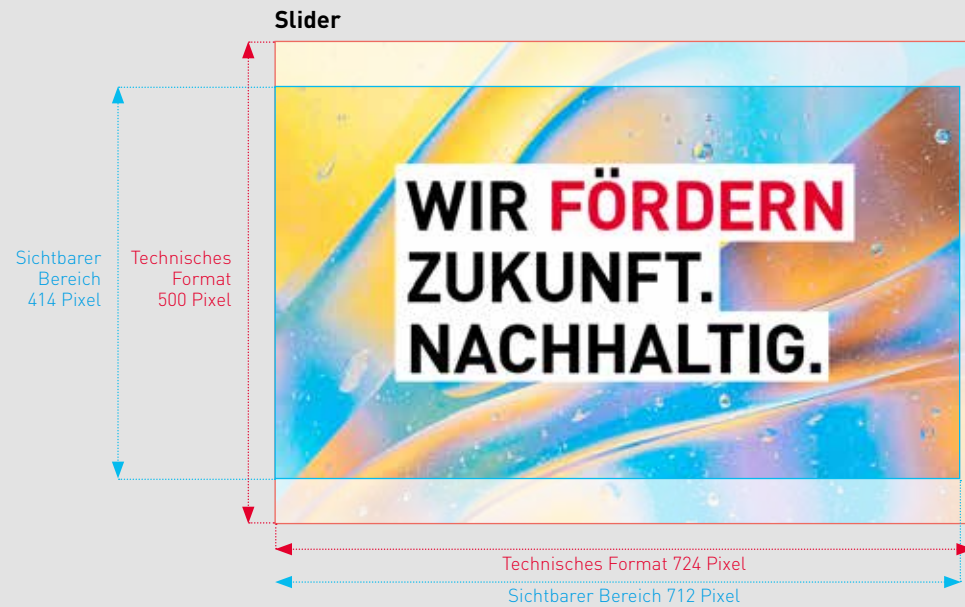 Slider
WIR FÖRDERN
ZUKUNFT.
NACHHALTIG.
Sichtbarer
Bereich
414 Pixel
Technisches
Format
500 Pixel
Technisches Format 724 Pixel
Sichtbarer Bereich 712 Pixel